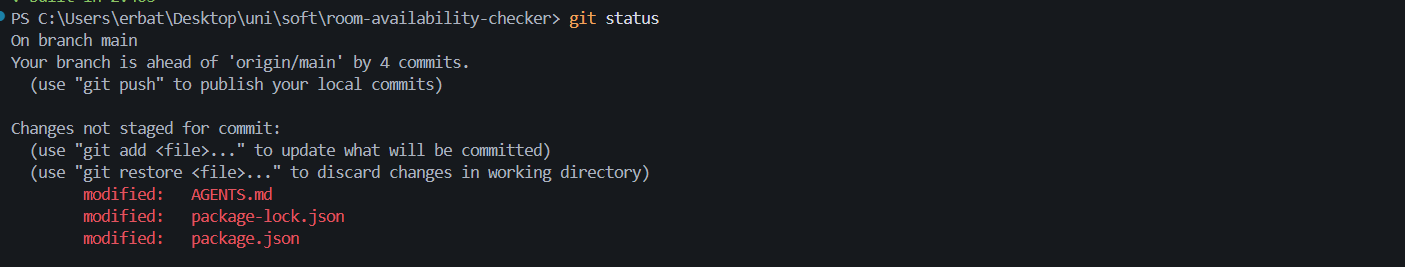 PS C:\Users\erbat\Desktop\uni\soft\room-availability-checker> git status
On branch main
Your branch is ahead of 'origin/main' by 4 commits.
  (use "git push" to publish your local commits)

Changes not staged for commit:
  (use "git add <file>..." to update what will be committed)
  (use "git restore <file>..." to discard changes in working directory)
        modified:   AGENTS.md
        modified:   package-lock.json
        modified:   package.json